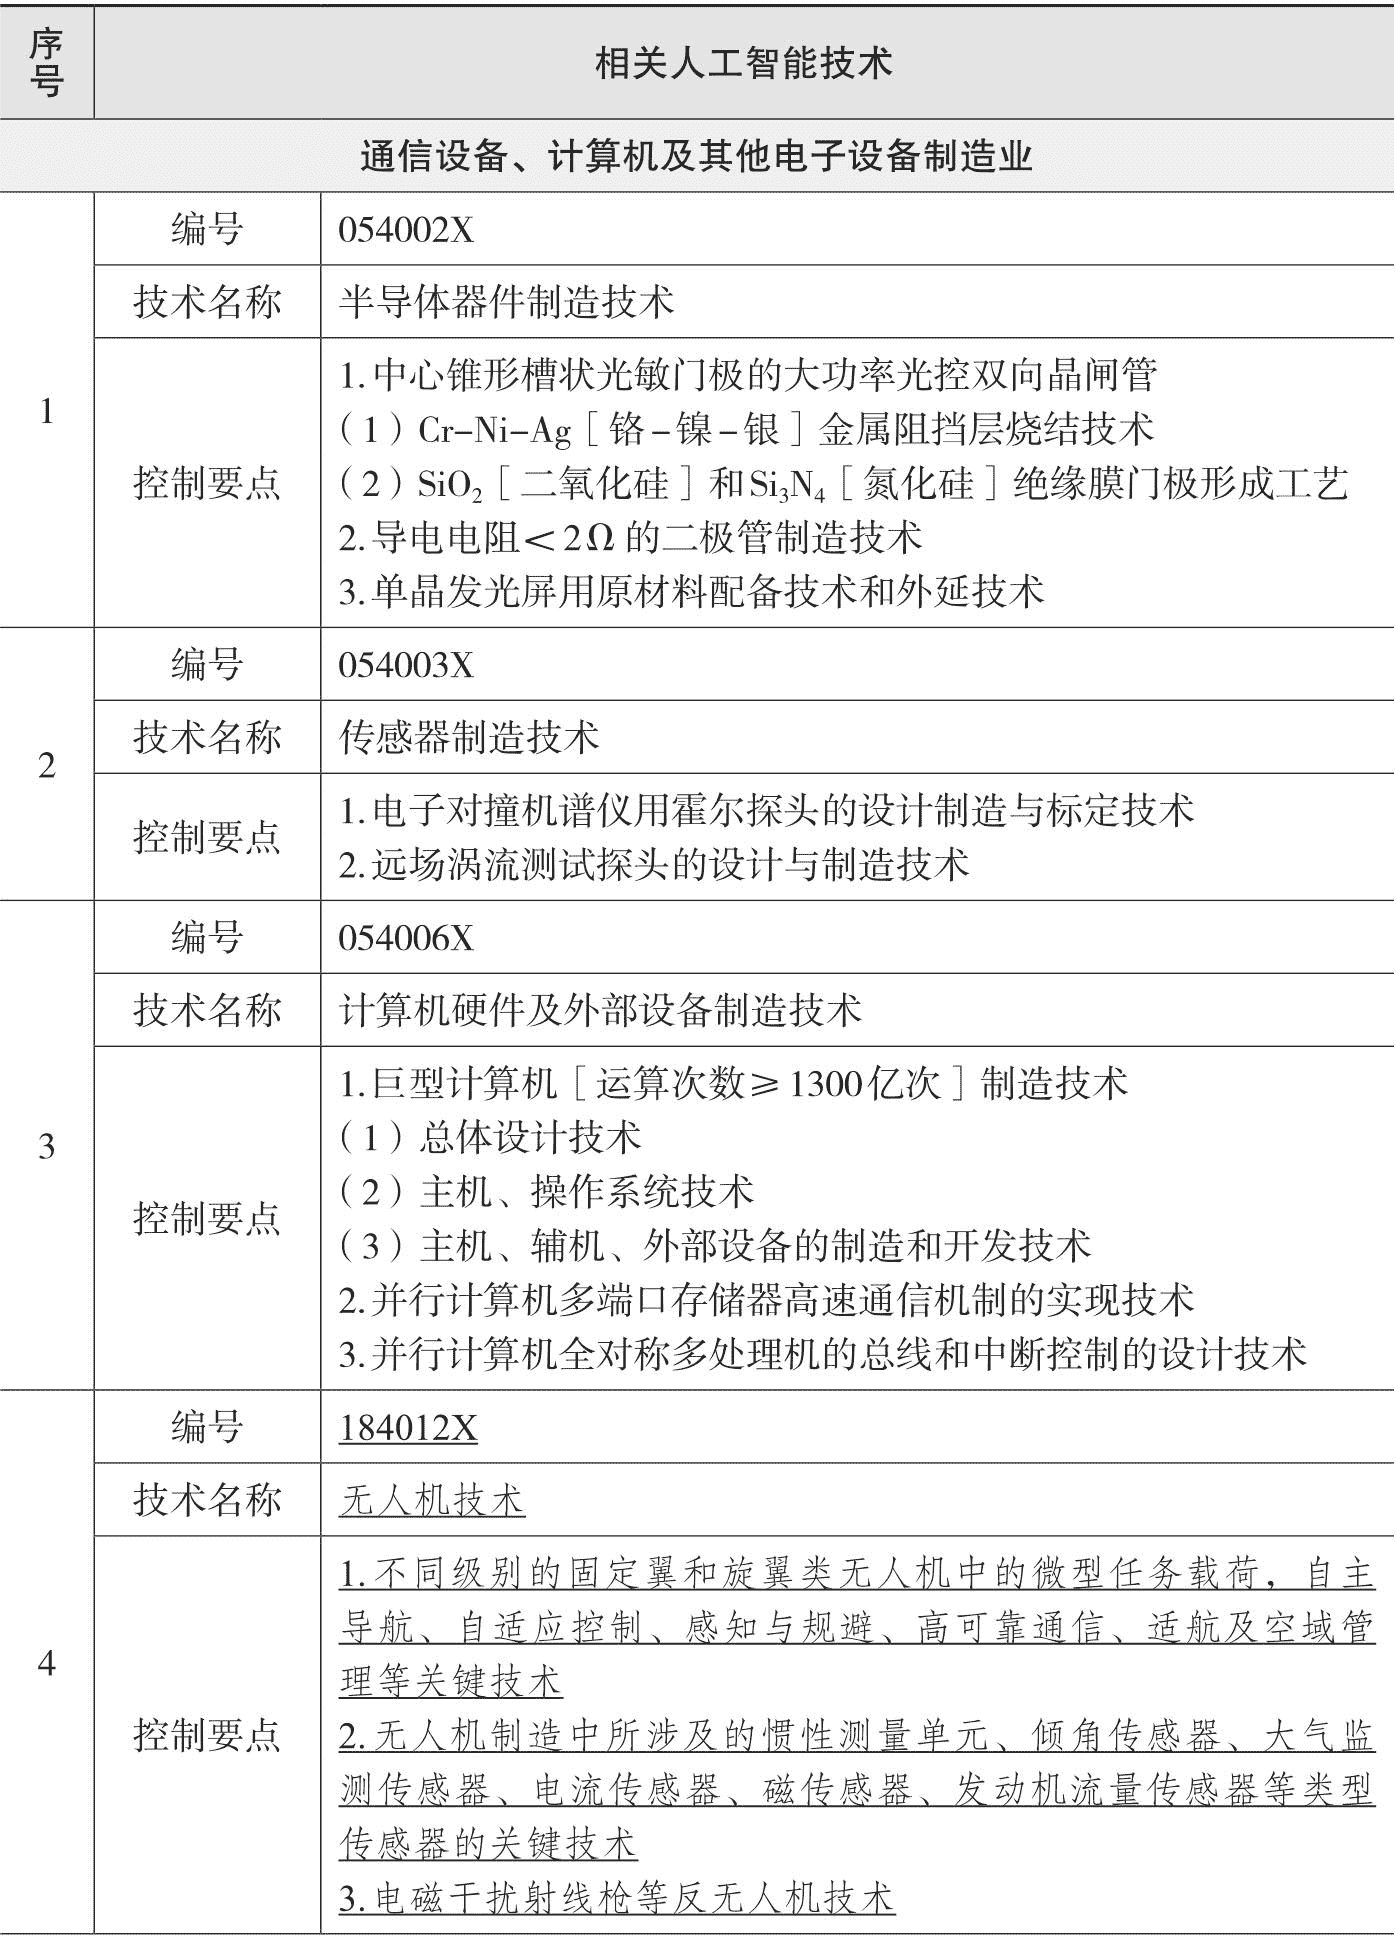 序号
相关人工智能技术
通信设备、计算机及其他电子设备制造业
1
编号
054002X
技术名称
半导体器件制造技术
控制要点
1.中心锥形槽状光敏门极的大功率光控双向晶闸管
（1）Cr-Ni-Ag［铬-镍-银］金属阻挡层烧结技术
（2）SiO₂［二氧化硅］和Si₃N₄［氮化硅］绝缘膜门极形成工艺
2.导电电阻＜2Ω的二极管制造技术
3.单晶发光屏用原材料配备技术和外延技术
2
编号
054003X
技术名称
传感器制造技术
控制要点
1.电子对撞机谱仪用霍尔探头的设计制造与标定技术
2.远场涡流测试探头的设计与制造技术
3
编号
054006X
技术名称
计算机硬件及外部设备制造技术
控制要点
1.巨型计算机［运算次数≥1300亿次］制造技术
（1）总体设计技术
（2）主机、操作系统技术
（3）主机、辅机、外部设备的制造和开发技术
2.并行计算机多端口存储器高速通信机制的实现技术
3.并行计算机全对称多处理机的总线和中断控制的设计技术
4
编号
184012X
技术名称
无人机技术
控制要点
1.不同级别的固定翼和旋翼类无人机中的微型任务载荷，自主
导航、自适应控制、感知与规避、高可靠通信、适航及空域管
理等关键技术
2.无人机制造中所涉及的惯性测量单元、倾角传感器、大气监
测传感器、电流传感器、磁传感器、发动机流量传感器等类型
传感器的关键技术
3.电磁干扰射线枪等反无人机技术